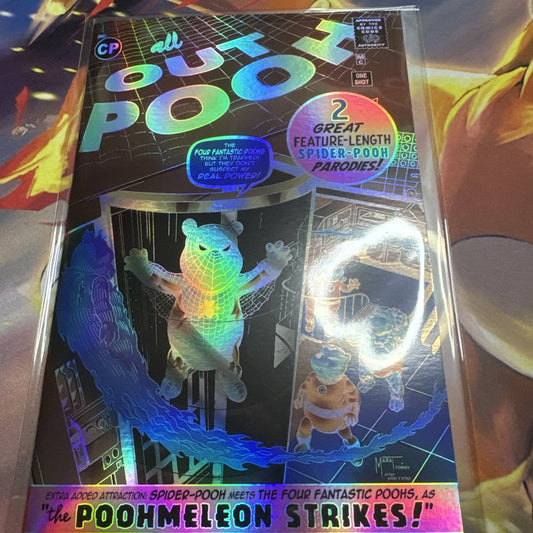 CP
all
OUT
POOH
APPROVED
BY THE
COMICS
CODE
AUTHORITY
ONE
SHOT
2
GREAT
FEATURE-LENGTH
SPIDER-POOH
PARODIES!
THE
FOUR FANTASTIC POOHS
THINK I'M TRAPPED!
BUT THEY DON'T
SUSPECT MY
REAL POWER!
MARAT
AFTER
EXTRA ADDED ATTRACTION: SPIDER-POOH MEETS THE FOUR FANTASTIC POOHS, AS
"the POOHMELEON STRIKES!"